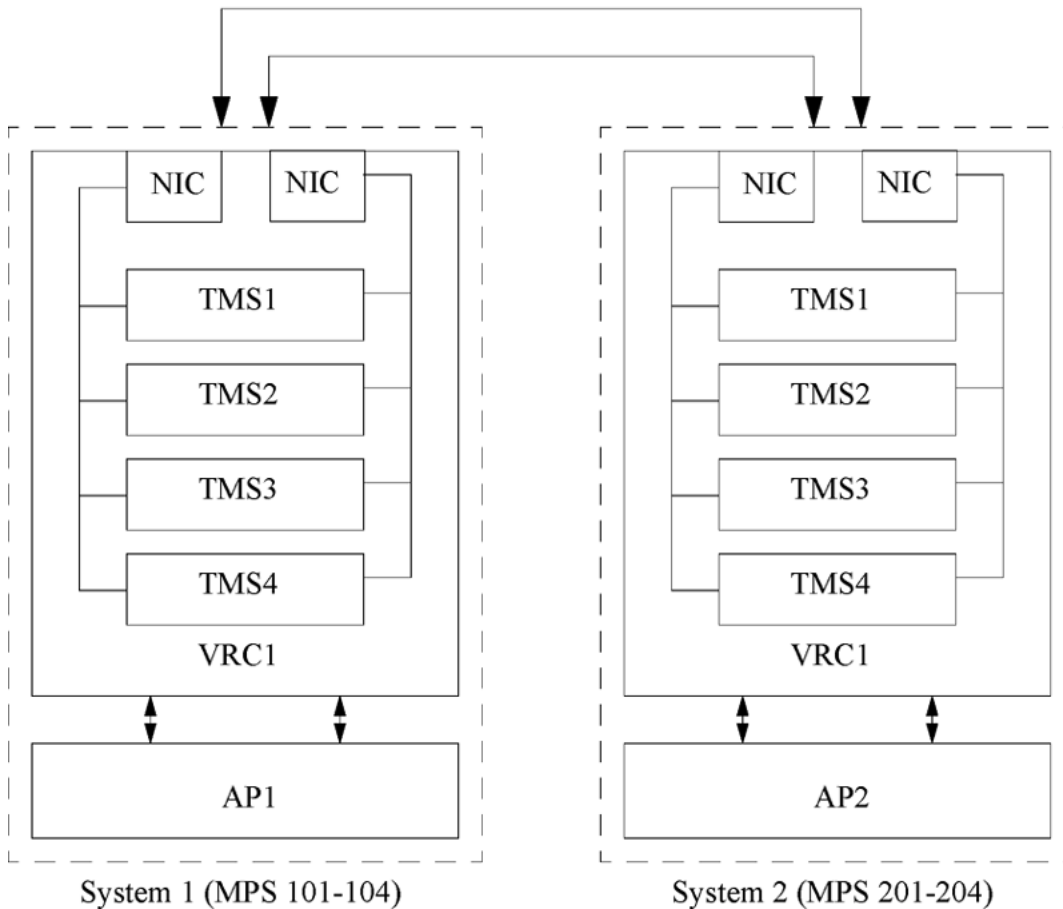 NIC
NIC
TMS1
TMS2
TMS3
TMS4
VRC1
AP1
System 1 (MPS 101-104)
NIC
NIC
TMS1
TMS2
TMS3
TMS4
VRC1
AP2
System 2 (MPS 201-204)